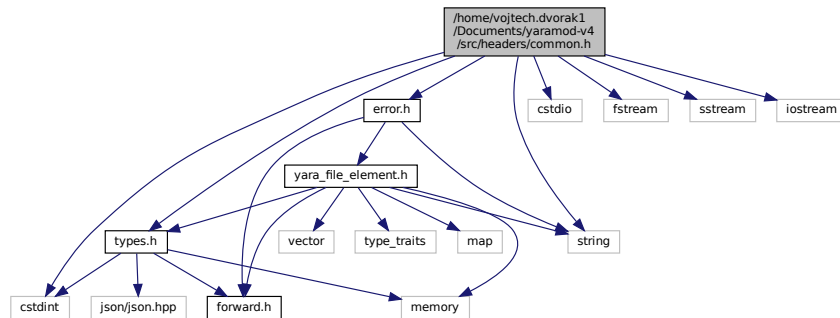 /home/vojtech.dvorak1
/Documents/yaramod-v4
/src/headers/common.h
error.h
cstdio
fstream
sstream
iostream
yara_file_element.h
types.h
vector
type_traits
map
string
cstdint
json/json.hpp
forward.h
memory